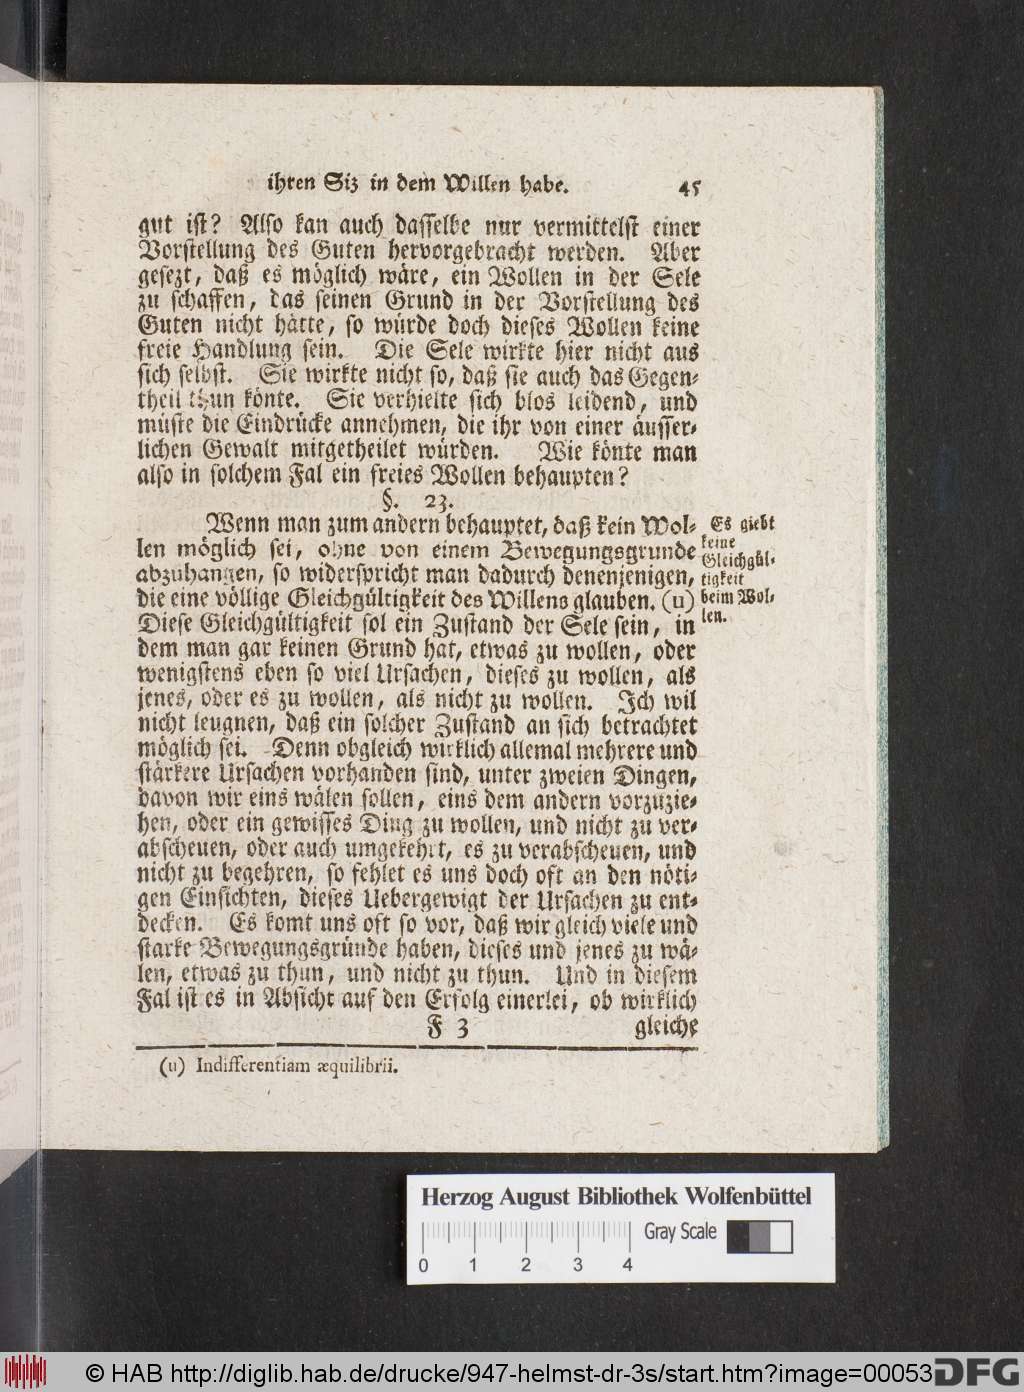 ihren Siz in dem Willen habe. 45
gut ist? Also kan auch dasselbe nur vermittelst einer
Vorstellung des Guten hervorgebracht werden. Aber
gesezt, daß es möglich wäre, ein Wollen in der Sele
zu schaffen, das seinen Grund in der Vorstellung des
Guten nicht hätte, so würde doch dieses Wollen keine
freie Handlung sein. Die Sele wirkte hier nicht aus
sich selbst. Sie wirkte nicht so, daß sie auch das Gegen-
theil thun könte. Sie verhielte sich blos leidend, und
müste die Eindrücke annehmen, die ihr von einer äusser-
lichen Gewalt mitgetheilet würden. Wie könte man
also in solchem Fal ein freies Wollen behaupten?
§. 23.
Wenn man zum andern behauptet, daß kein Wol-
len möglich sei, ohne von einem Bewegungsgrunde
abzuhangen, so widerspricht man dadurch denenjenigen,
die eine völlige Gleichgültigkeit des Willens glauben. (u)
Diese Gleichgültigkeit sol ein Zustand der Sele sein, in
dem man gar keinen Grund hat, etwas zu wollen, oder
wenigstens eben so viel Ursachen, dieses zu wollen, als
jenes, oder es zu wollen, als nicht zu wollen. Ich wil
nicht leugnen, daß ein solcher Zustand an sich betrachtet
möglich sei. Denn obgleich wirklich allemal mehrere und
stärkere Ursachen vorhanden sind, unter zweien Dingen,
davon wir eins wälen sollen, eins dem andern vorzuzie-
hen, oder ein gewisses Ding zu wollen, und nicht zu ver-
abscheuen, oder auch umgekehrt, es zu verabscheuen, und
nicht zu begehren, so fehlet es uns doch oft an den nöti-
gen Einsichten, dieses Uebergewigt der Ursachen zu ent-
decken. Es komt uns oft so vor, daß wir gleich viele und
starke Bewegungsgründe haben, dieses und jenes zu wä-
len, etwas zu thun, und nicht zu thun. Und in diesem
Fal ist es in Absicht auf den Erfolg einerlei, ob wirklich
F 3 gleiche
Es giebt
keine
Gleichgül-
tigkeit
beim Wol-
len.
(u) Indifferentiam æquilibrii.
Herzog August Bibliothek Wolfenbüttel
Gray Scale
0 1 2 3 4
© HAB http://diglib.hab.de/drucke/947-helmst-dr-3s/start.htm?image=00053
DFG